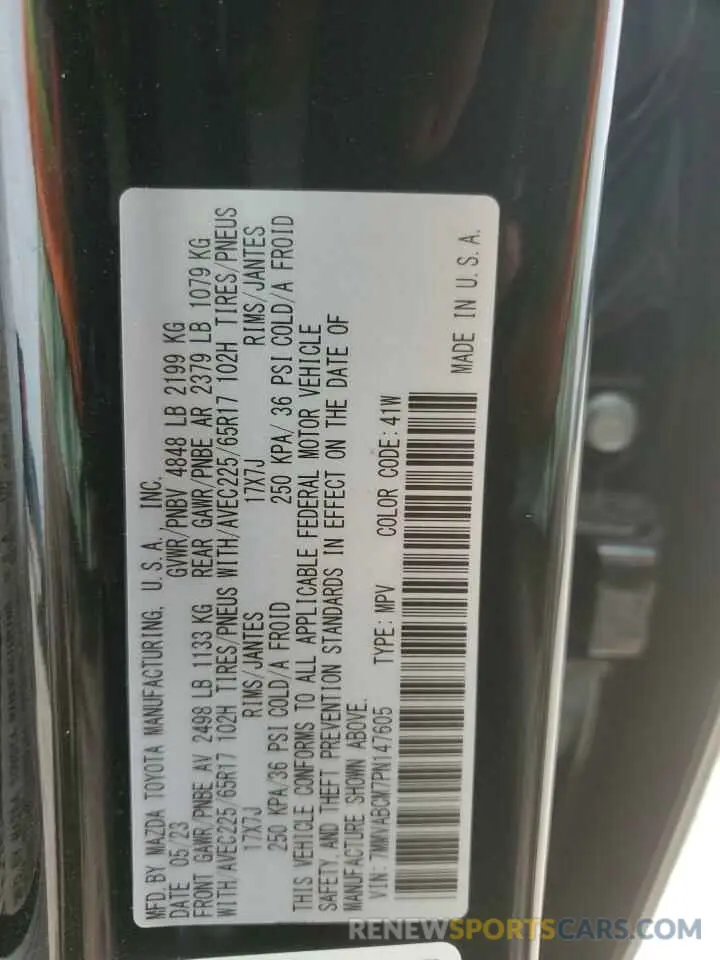 MFD.BY MAZDA TOYOTA MANUFACTURING, U.S.A. INC.
DATE 05/23 GVWR/PNBV 4848 LB 2199 KG
FRONT GAWR/PNBE AV 2498 LB 1133 KG REAR GAWR/PNBE AR 2379 LB 1079 KG
WITH/AVEC225/65R17 102H TIRES/PNEUS WITH/AVEC225/65R17 102H TIRES/PNEUS
17X7J RIMS/JANTES 17X7J RIMS/JANTES
250 KPA/36 PSI COLD/A FROID 250 KPA/ 36 PSI COLD/A FROID
THIS VEHICLE CONFORMS TO ALL APPLICABLE FEDERAL MOTOR VEHICLE
SAFETY,AND THEFT PREVENTION STANDARDS IN EFFECT ON THE DATE OF
MANUFACTURE SHOWN ABOVE.
VIN: 7MMVABCM7PN147605 TYPE: MPV COLOR CODE: 41W
MADE IN U.S.A.
RENEWSPORTSCARS.COM